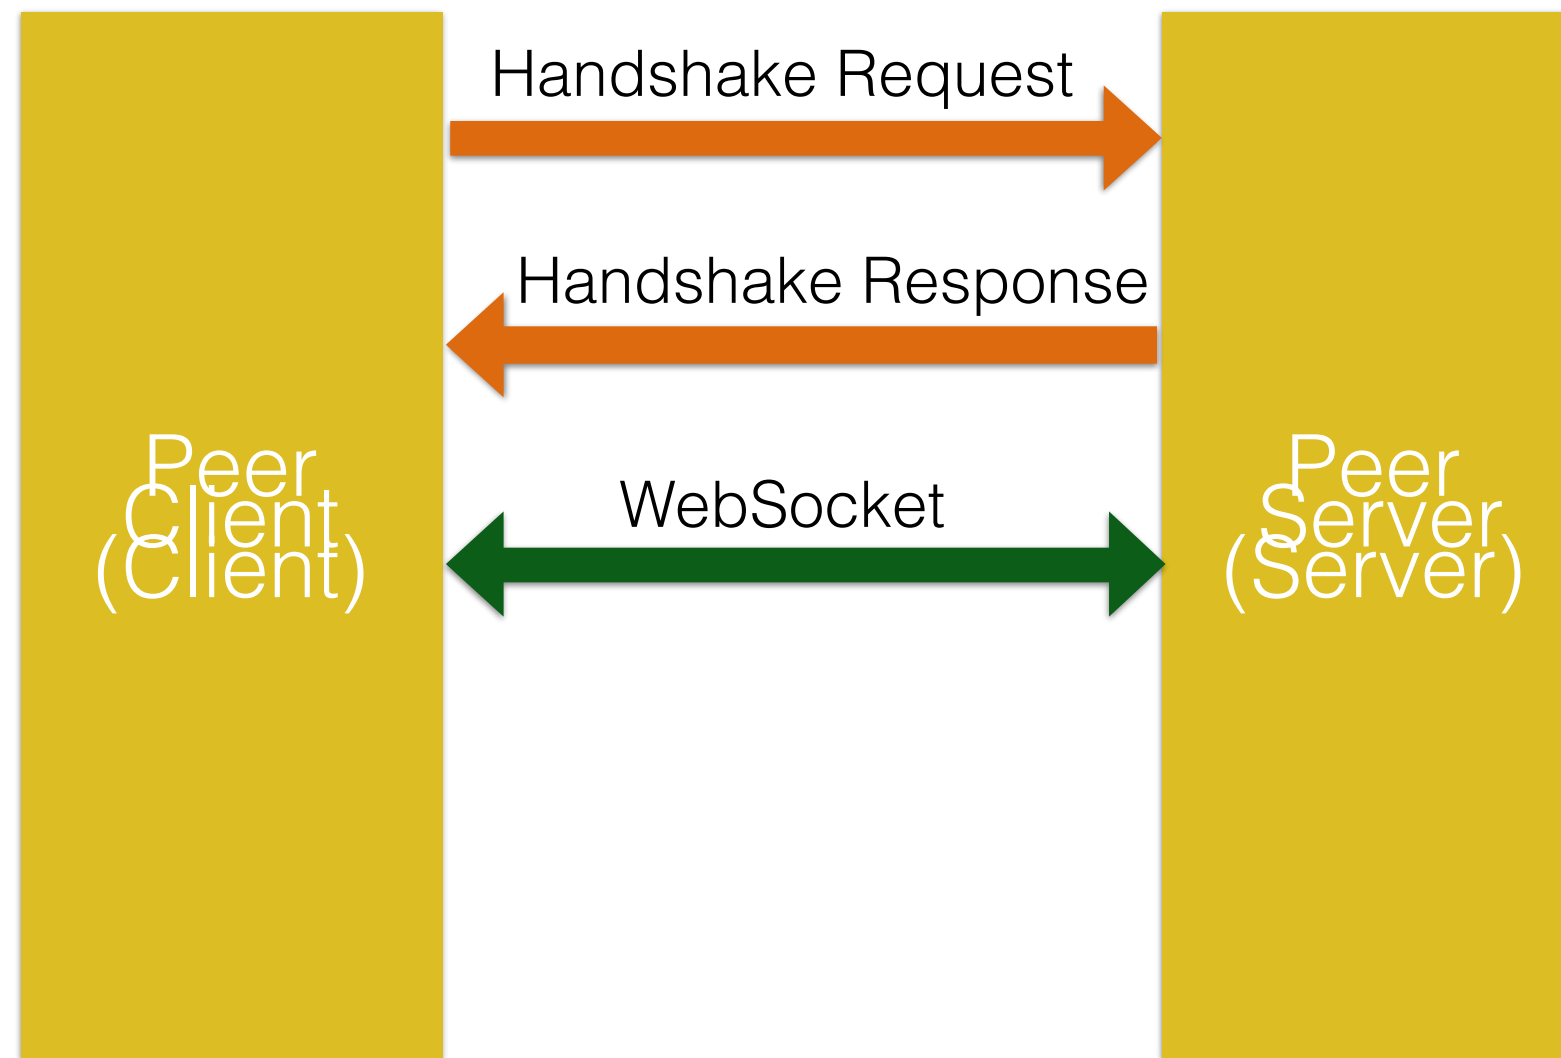 Handshake Request
Handshake Response
WebSocket
Peer
Client
(Client)
Peer
Server
(Server)